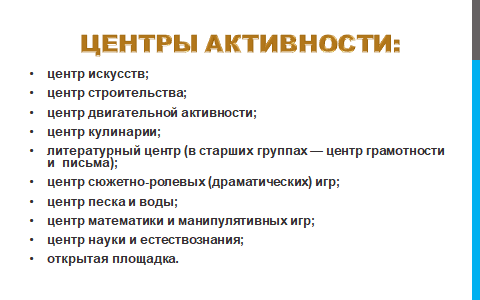 ЦЕНТРЫ АКТИВНОСТИ:
• центр искусств;
• центр строительства;
• центр двигательной активности;
• центр кулинарии;
• литературный центр (в старших группах — центр грамотности
и письма);
• центр сюжетно-ролевых (драматических) игр;
• центр песка и воды;
• центр математики и манипулятивных игр;
• центр науки и естествознания;
• открытая площадка.